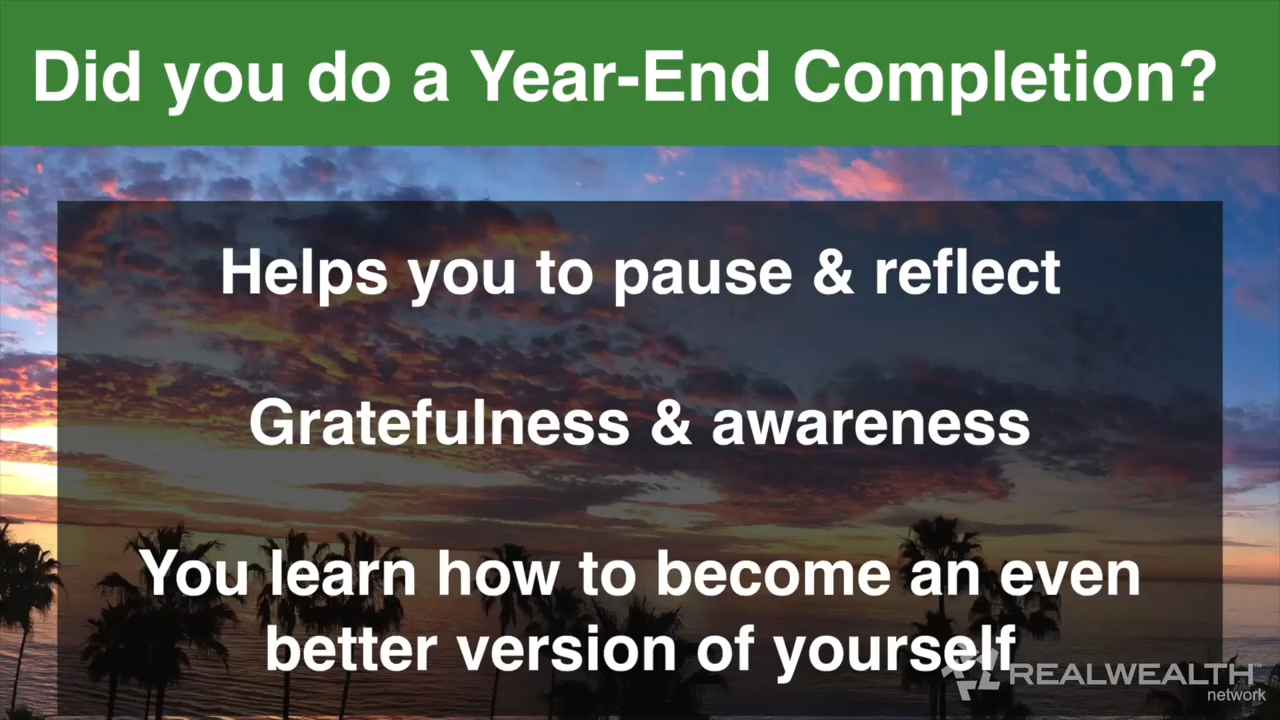 Did you do a Year-End Completion?
Helps you to pause & reflect
Gratefulness & awareness
You learn how to become an even
better version of yourself
REALWEALTH™
network